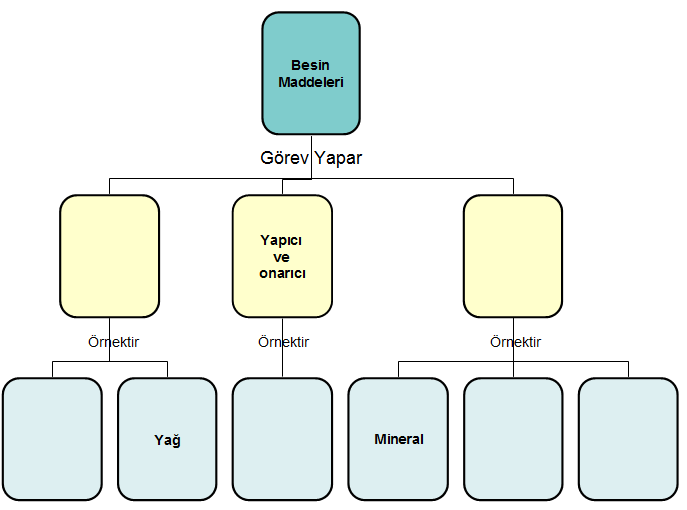 Besin
Maddeleri
Görev Yapar
Yapıcı
ve
onarıcı
Örnektir
Örnektir
Örnektir
Yağ
Mineral